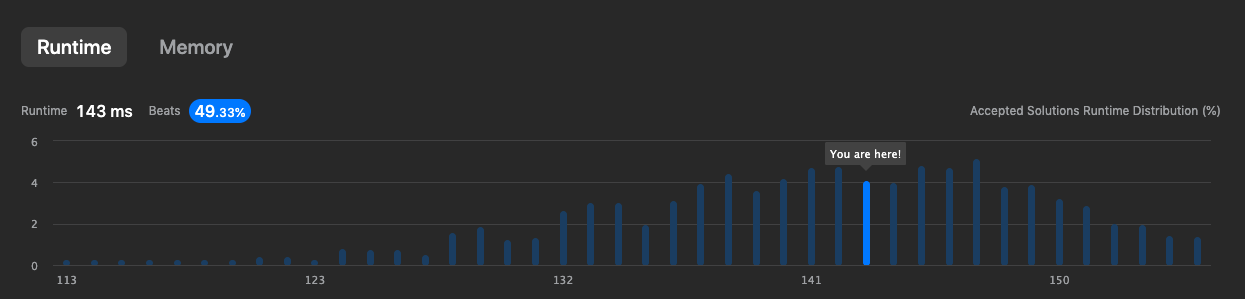 Runtime Memory
Runtime 143 ms Beats 49.33% Accepted Solutions Runtime Distribution (%)
6
You are here!
4
2
0
113 123 132 141 150